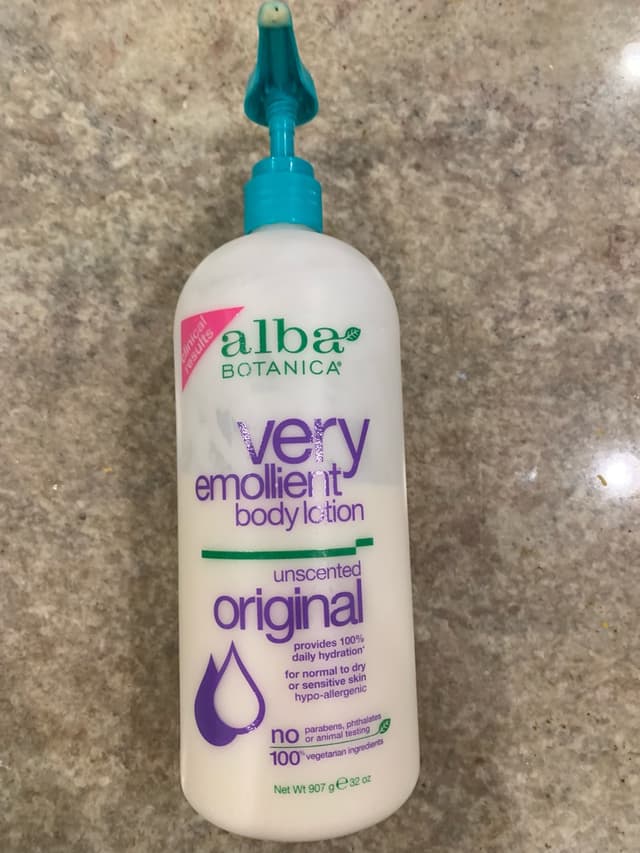 clinical
results
alba
BOTANICA®
very
emollient
body lotion
unscented
original
provides 100%
daily hydration*
for normal to dry
or sensitive skin
hypo-allergenic
no parabens, phthalates
or animal testing
100% vegetarian ingredients
Net Wt 907 g ℮ 32 oz